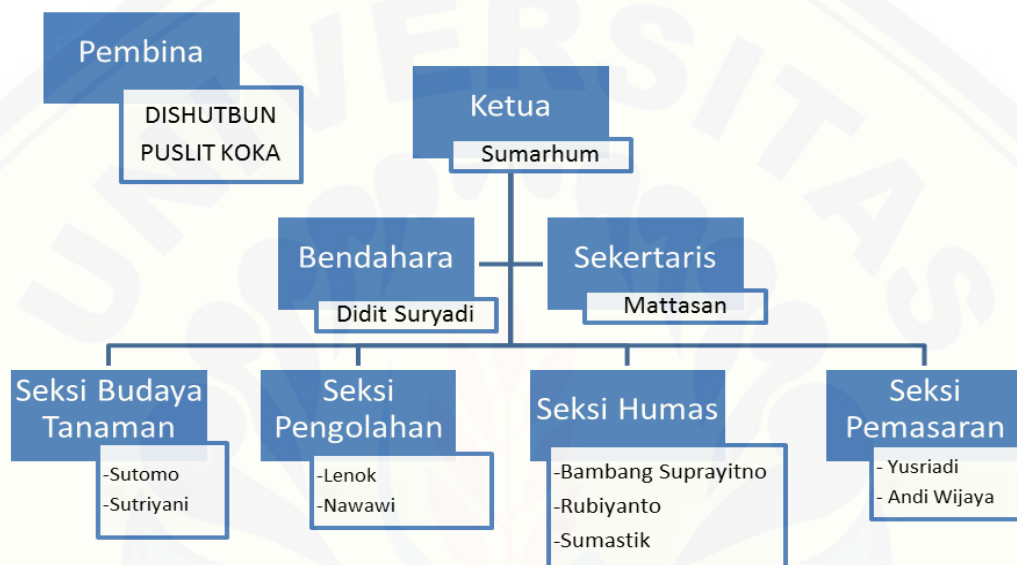 UNIVERSITAS
Pembina
DISHUTBUN
PUSLIT KOKA
Ketua
Sumarhum
Bendahara
Didit Suryadi
Sekertaris
Mattasan
Seksi Budaya
Tanaman
-Sutomo
-Sutriyani
Seksi
Pengolahan
-Lenok
-Nawawi
Seksi Humas
-Bambang Suprayitno
-Rubiyanto
-Sumastik
Seksi
Pemasaran
- Yusriadi
- Andi Wijaya